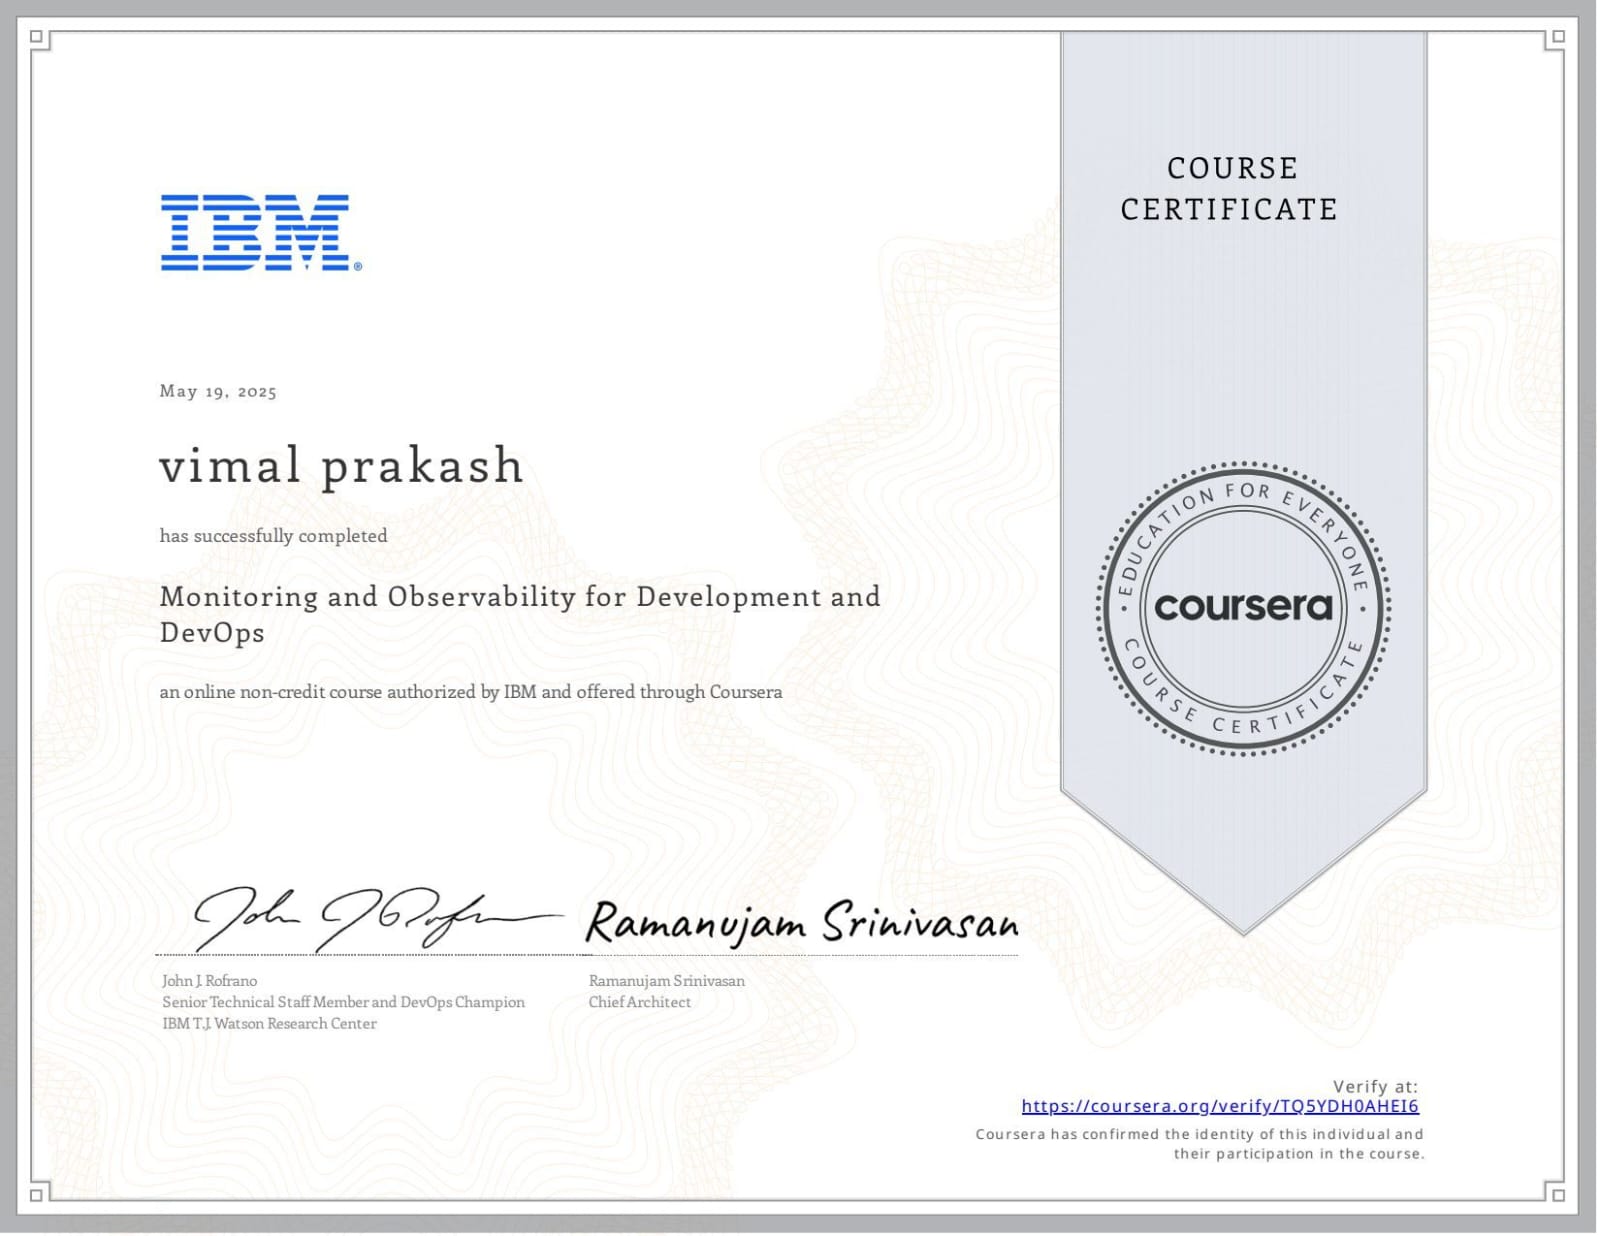 COURSE
CERTIFICATE
IBM®
May 19, 2025
vimal prakash
has successfully completed
Monitoring and Observability for Development and
DevOps
an online non-credit course authorized by IBM and offered through Coursera
EDUCATION FOR EVERYONE
coursera
COURSE CERTIFICATE
John J Rofrano
Ramanujam Srinivasan
John J. Rofrano
Senior Technical Staff Member and DevOps Champion
IBM T.J. Watson Research Center
Ramanujam Srinivasan
Chief Architect
Verify at:
https://coursera.org/verify/TQ5YDH0AHEI6
Coursera has confirmed the identity of this individual and
their participation in the course.